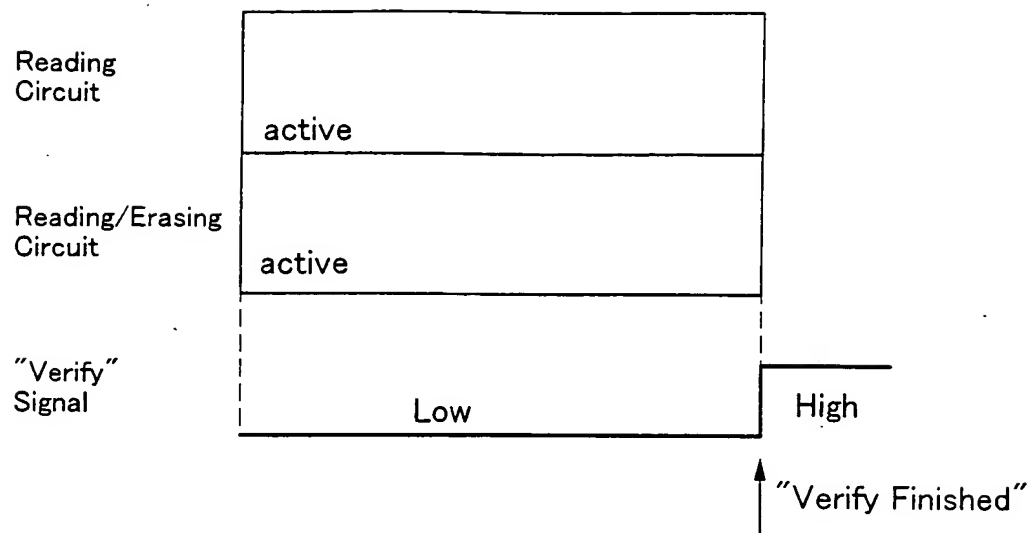 Reading
Circuit
active
Reading/Erasing
Circuit
active
"Verify"
Signal
Low
High
"Verify Finished"